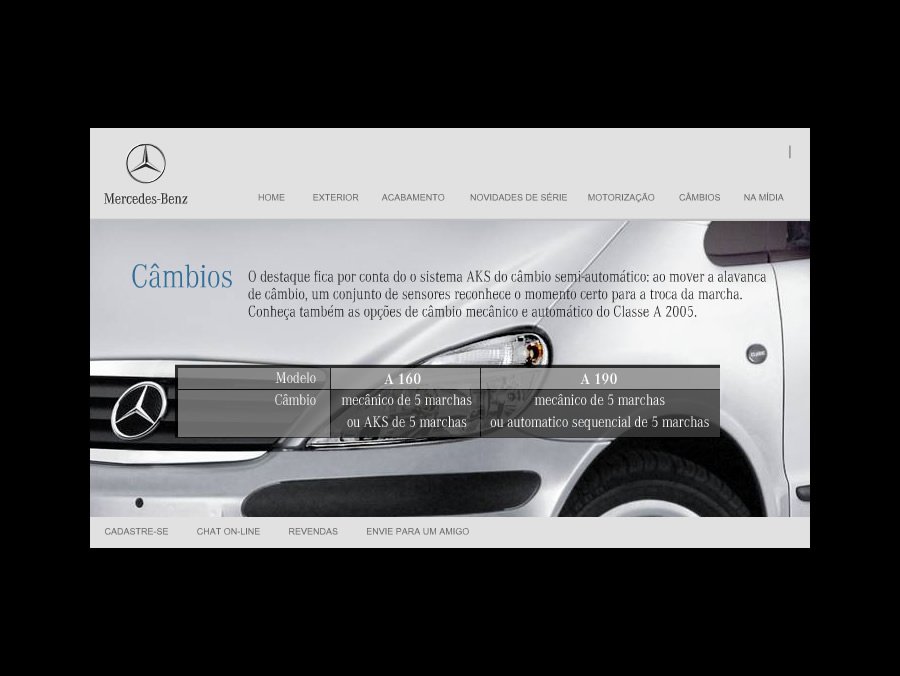 Mercedes-Benz
HOME EXTERIOR ACABAMENTO NOVIDADES DE SÉRIE MOTORIZAÇÃO CÂMBIOS NA MÍDIA
Câmbios
O destaque fica por conta do o sistema AKS do câmbio semi-automático: ao mover a alavanca
de câmbio, um conjunto de sensores reconhece o momento certo para a troca da marcha.
Conheça também as opções de câmbio mecânico e automático do Classe A 2005.
Modelo A 160 A 190
Câmbio mecânico de 5 marchas mecânico de 5 marchas
ou AKS de 5 marchas ou automatico sequencial de 5 marchas
CADASTRE-SE CHAT ON-LINE REVENDAS ENVIE PARA UM AMIGO